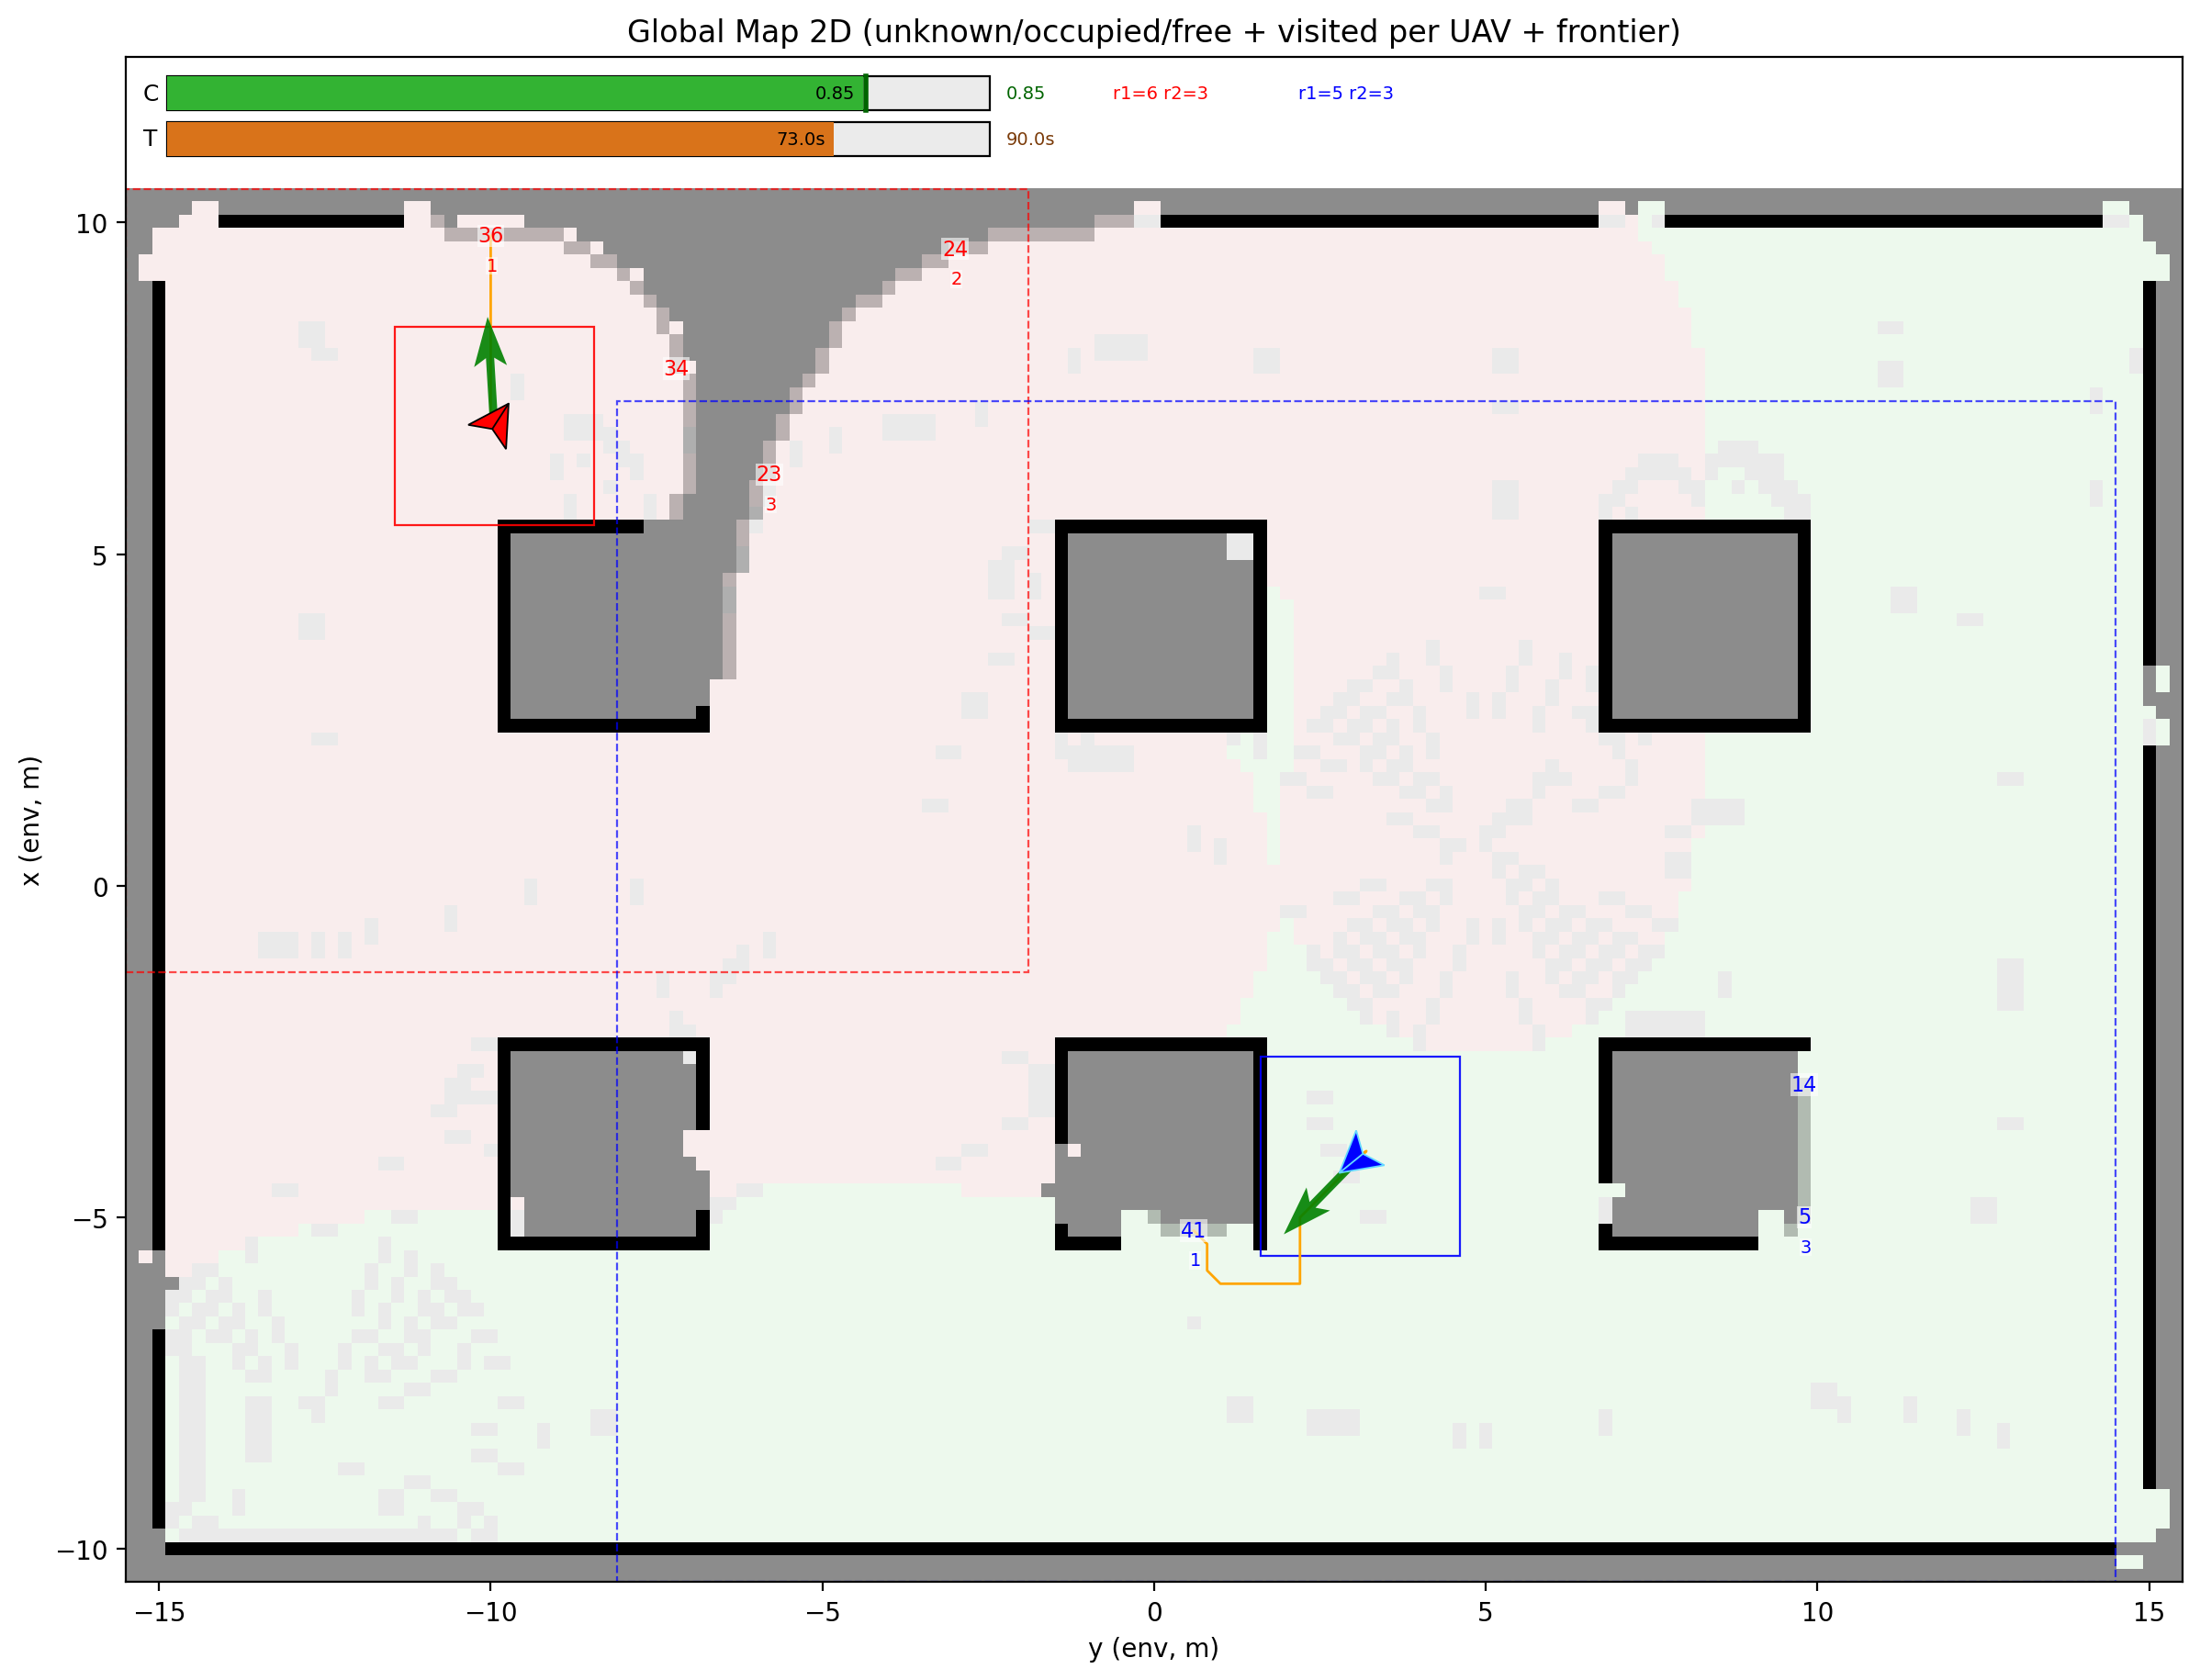 Global Map 2D (unknown/occupied/free + visited per UAV + frontier)
C 0.85 0.85 r1=6 r2=3 r1=5 r2=3
T 73.0s 90.0s
10
5
0
−5
−10
x (env, m)
36
1
24
2
34
23
3
14
5
3
41
1
−15 −10 −5 0 5 10 15
y (env, m)